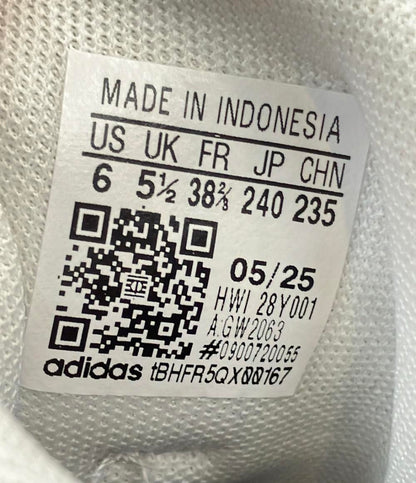 MADE IN INDONESIA
US UK FR JP CHN
6 5½ 38⅔ 240 235
05/25
HWI 28Y001
A:GW2063
#0900720055
adidas tBHFR5QX00167